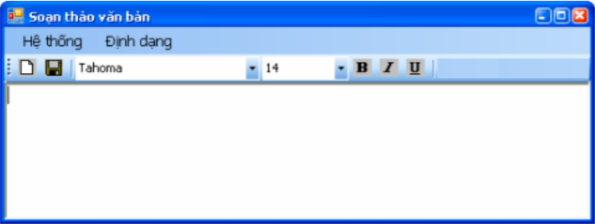 Soạn thảo văn bản
Hệ thống Định dạng
Tahoma 14 B I U